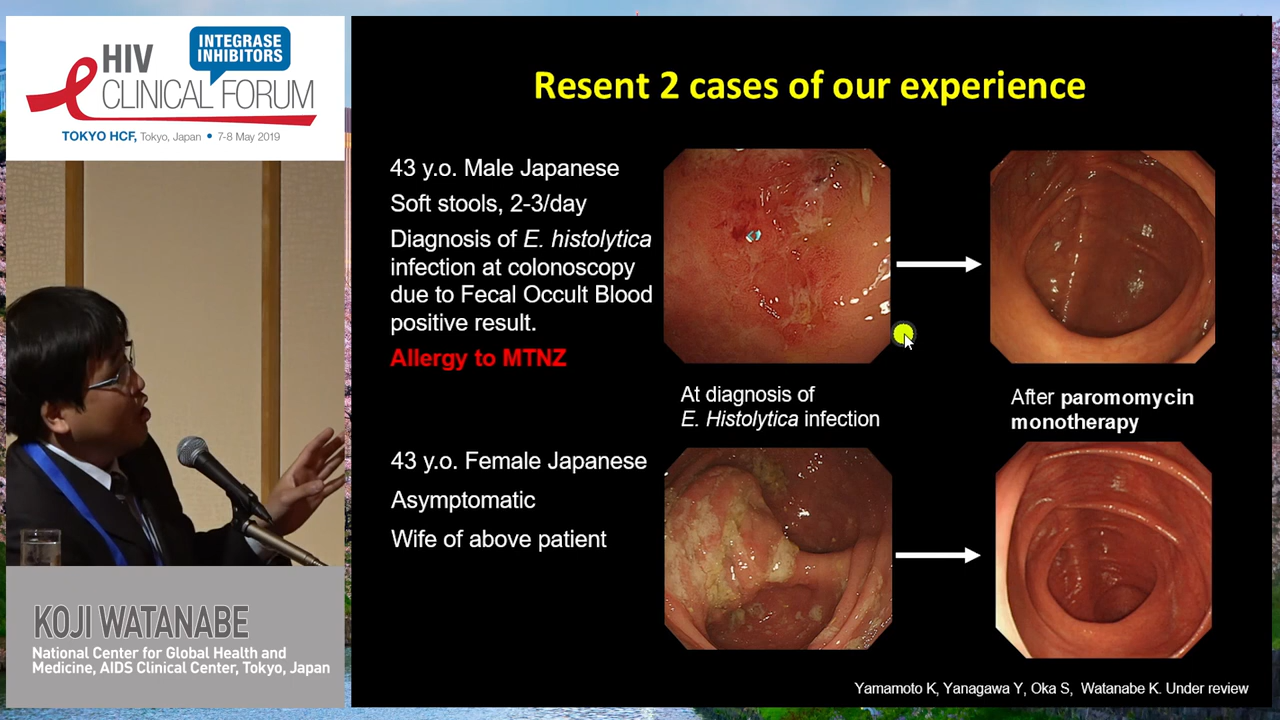 INTEGRASE
INHIBITORS
HIV
CLINICAL FORUM
TOKYO HCF, Tokyo, Japan • 7-8 May 2019
KOJI WATANABE
National Center for Global Health and
Medicine, AIDS Clinical Center, Tokyo, Japan
Resent 2 cases of our experience
43 y.o. Male Japanese
Soft stools, 2-3/day
Diagnosis of E. histolytica
infection at colonoscopy
due to Fecal Occult Blood
positive result.
Allergy to MTNZ
At diagnosis of
E. Histolytica infection
After paromomycin
monotherapy
43 y.o. Female Japanese
Asymptomatic
Wife of above patient
Yamamoto K, Yanagawa Y, Oka S, Watanabe K. Under review